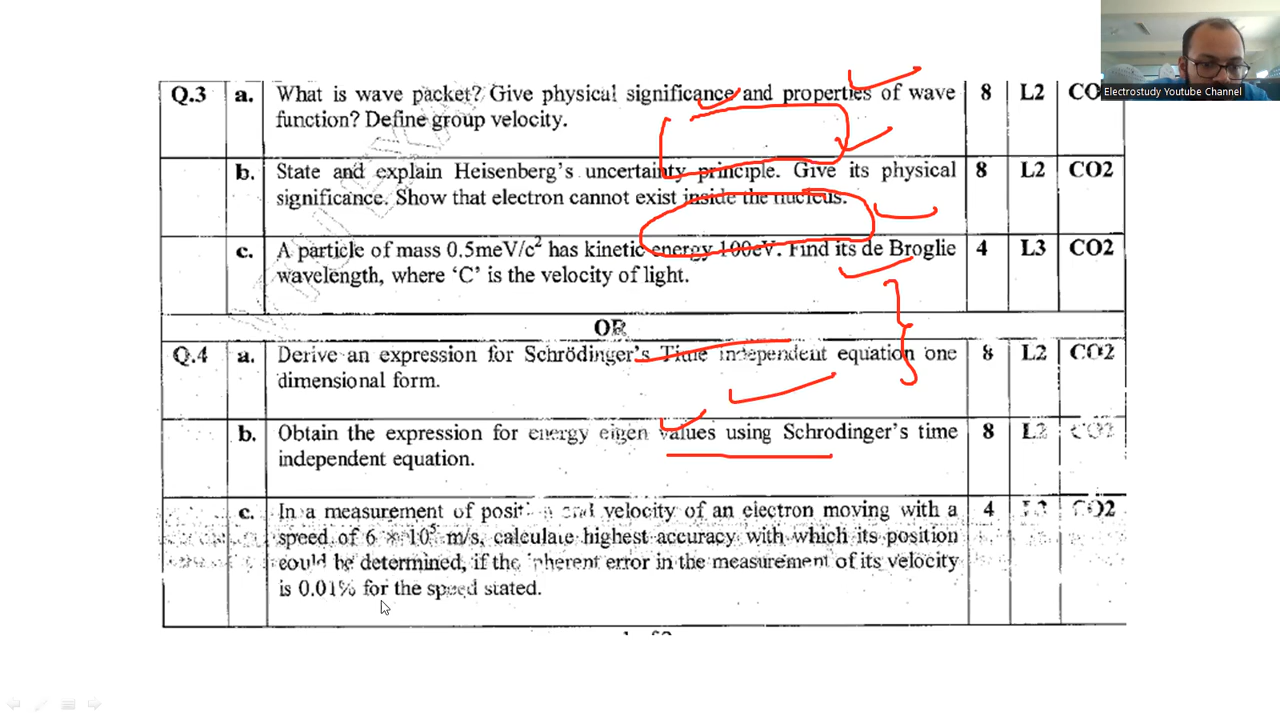 Electrostudy Youtube Channel
Q.3 a. What is wave packet? Give physical significance and properties of wave 8 L2 CO
function? Define group velocity.
b. State and explain Heisenberg's uncertainty principle. Give its physical 8 L2 CO2
significance. Show that electron cannot exist inside the nucleus.
c. A particle of mass 0.5meV/c² has kinetic energy 100eV. Find its de Broglie 4 L3 CO2
wavelength, where 'C' is the velocity of light.
OR
Q.4 a. Derive an expression for Schrödinger's Time independent equation one 8 L2 CO2
dimensional form.
b. Obtain the expression for energy eigen values using Schrodinger's time 8 CO2
independent equation.
c. In a measurement of position and velocity of an electron moving with a 4 CO2
speed of 6 * 10⁵ m/s, calculate highest accuracy with which its position
could be determined, if the inherent error in the measurement of its velocity
is 0.01% for the speed stated.